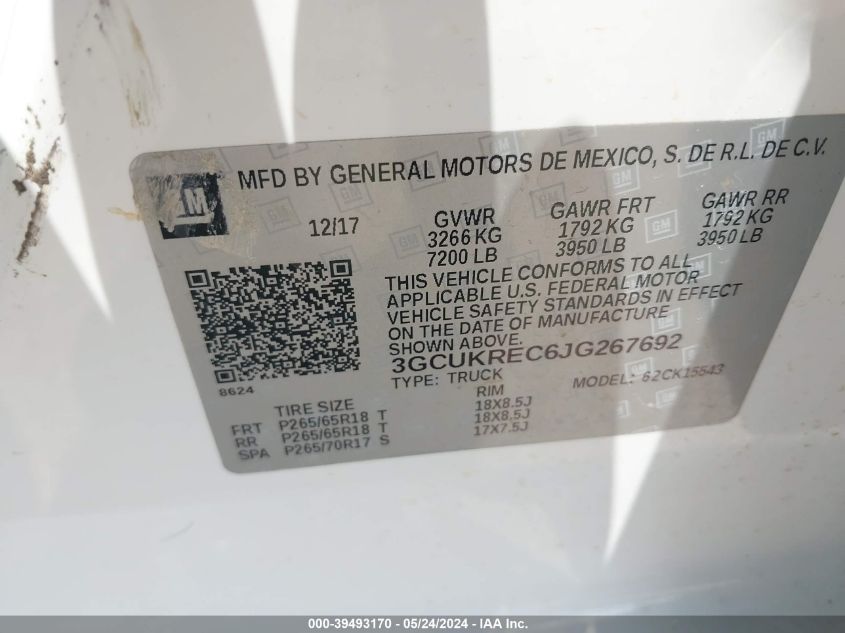 MFD BY GENERAL MOTORS DE MEXICO, S. DE R.L. DE C.V.
GM
12/17
GVWR GAWR FRT GAWR RR
3266 KG 1792 KG 1792 KG
7200 LB 3950 LB 3950 LB
THIS VEHICLE CONFORMS TO ALL
APPLICABLE U.S. FEDERAL MOTOR
VEHICLE SAFETY STANDARDS IN EFFECT
ON THE DATE OF MANUFACTURE
SHOWN ABOVE.
3GCUKREC6JG267692
TYPE: TRUCK MODEL: 62CK15543
8624
TIRE SIZE RIM
FRT P265/65R18 T 18X8.5J
RR P265/65R18 T 18X8.5J
SPA P265/70R17 S 17X7.5J
000-39493170 - 05/24/2024 - IAA Inc.